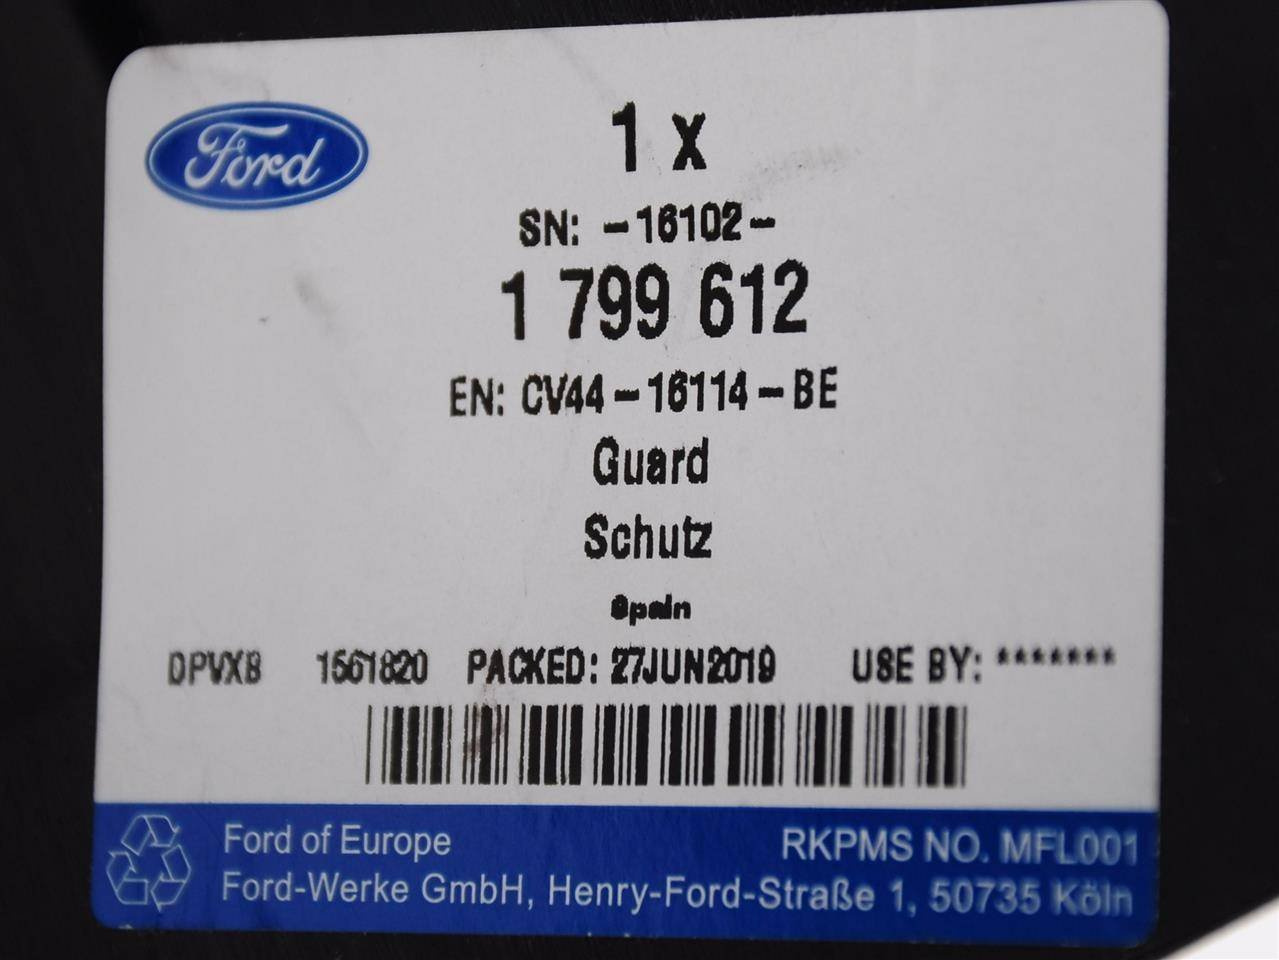 Ford
1 x
SN: -16102-
1 799 612
EN: CV44-16114-BE
Guard
Schutz
Spain
DPVXB 1561820 PACKED: 27JUN2019 USE BY: *******
Ford of Europe RKPMS NO. MFL001
Ford-Werke GmbH, Henry-Ford-Straße 1, 50735 Köln